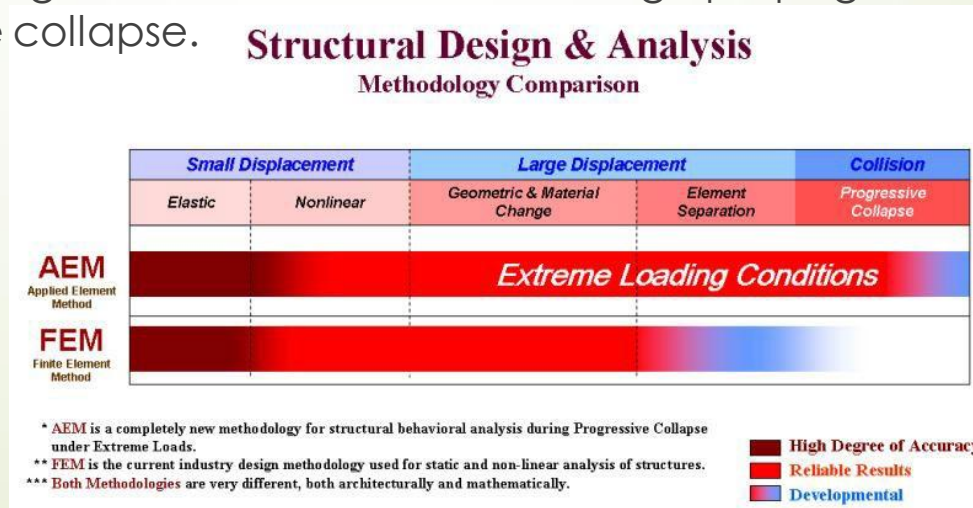 collapse.
Structural Design & Analysis
Methodology Comparison
Small Displacement Large Displacement Collision
Elastic Nonlinear Geometric & Material Change Element Separation Progressive Collapse
AEM
Applied Element
Method
Extreme Loading Conditions
FEM
Finite Element
Method
* AEM is a completely new methodology for structural behavioral analysis during Progressive Collapse
under Extreme Loads.
** FEM is the current industry design methodology used for static and non-linear analysis of structures.
*** Both Methodologies are very different, both architecturally and mathematically.
High Degree of Accuracy
Reliable Results
Developmental